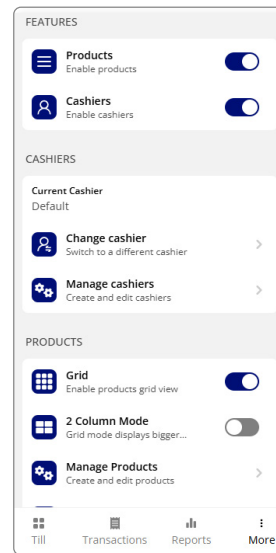 FEATURES
Products
Enable products
Cashiers
Enable cashiers
CASHIERS
Current Cashier
Default
Change cashier
Switch to a different cashier
Manage cashiers
Create and edit cashiers
PRODUCTS
Grid
Enable products grid view
2 Column Mode
Grid mode displays bigger...
Manage Products
Create and edit products
Till Transactions Reports More